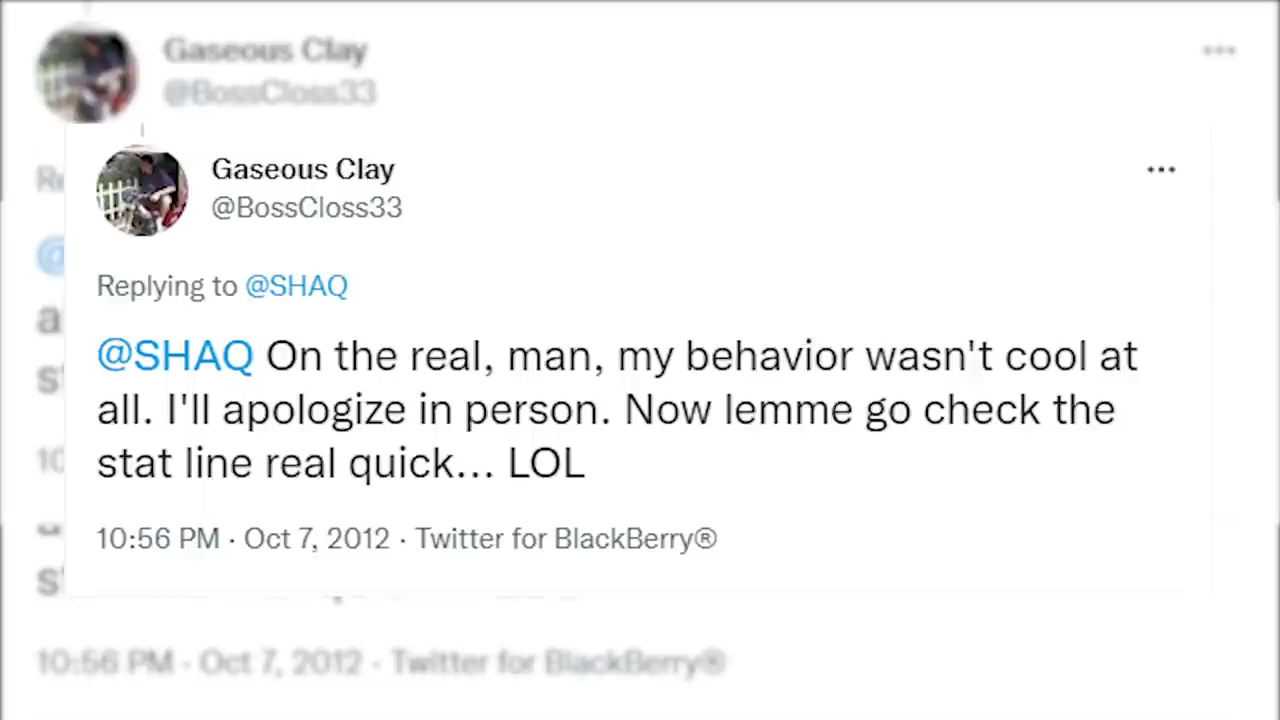 Gaseous Clay
@BossCloss33
Gaseous Clay
@BossCloss33
Replying to @SHAQ
@SHAQ On the real, man, my behavior wasn't cool at
all. I'll apologize in person. Now lemme go check the
stat line real quick... LOL
10:56 PM · Oct 7, 2012 · Twitter for BlackBerry®
10:56 PM · Oct 7, 2012 · Twitter for BlackBerry®